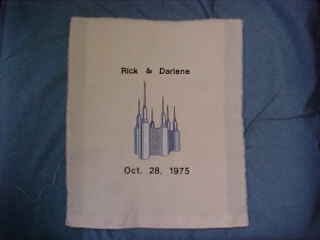 Rick & Darlene
Oct. 28, 1975